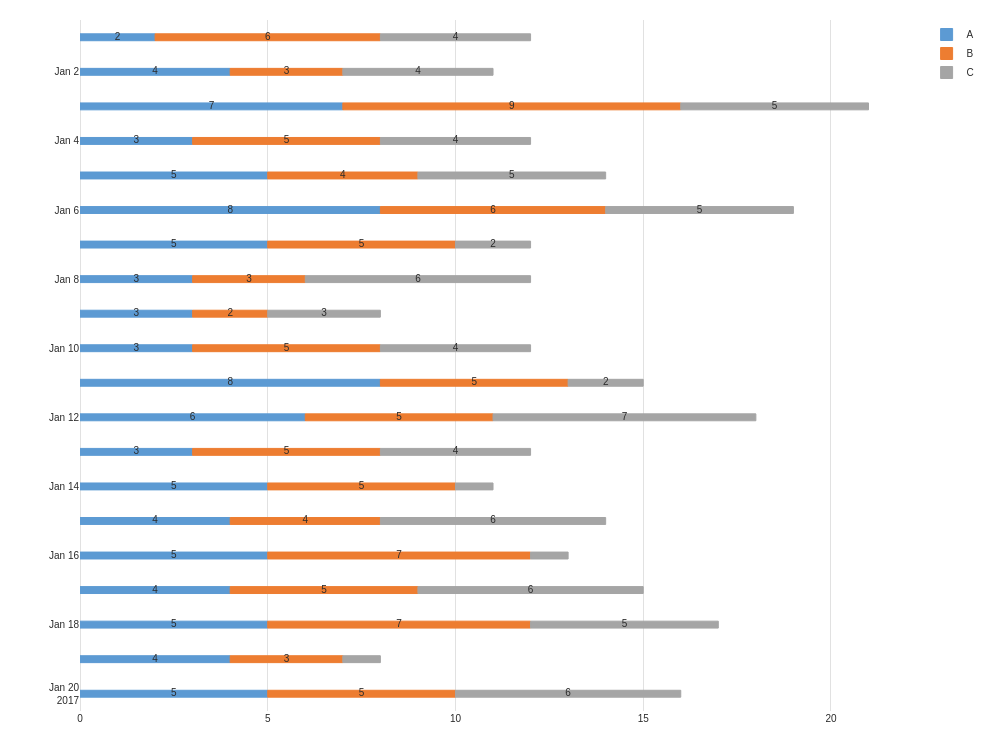 2 6 4
A
B
Jan 2 4 3 4
C
7 9 5
Jan 4 3 5 4
5 4 5
Jan 6 8 6 5
5 5 2
Jan 8 3 3 6
3 2 3
Jan 10 3 5 4
8 5 2
Jan 12 6 5 7
3 5 4
Jan 14 5 5
4 4 6
Jan 16 5 7
4 5 6
Jan 18 5 7 5
4 3
Jan 20 5 5 6
2017
0 5 10 15 20